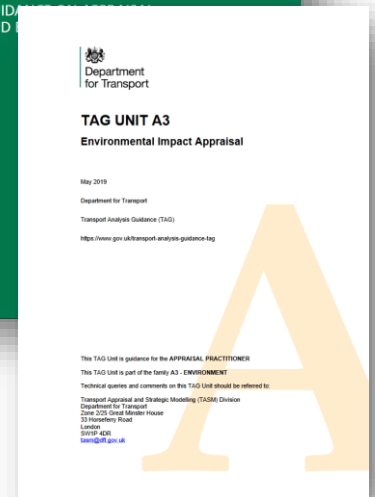 Department
for Transport
TAG UNIT A3
Environmental Impact Appraisal
May 2019
Department for Transport
Transport Analysis Guidance (TAG)
https://www.gov.uk/transport-analysis-guidance-tag
This TAG Unit is guidance for the APPRAISAL PRACTITIONER
This TAG Unit is part of the family A3 - ENVIRONMENT
Technical queries and comments on this TAG Unit should be referred to:
Transport Appraisal and Strategic Modelling (TASM) Division
Department for Transport
Zone 2/25 Great Minster House
33 Horseferry Road
London
SW1P 4DR
tasm@dft.gov.uk
A